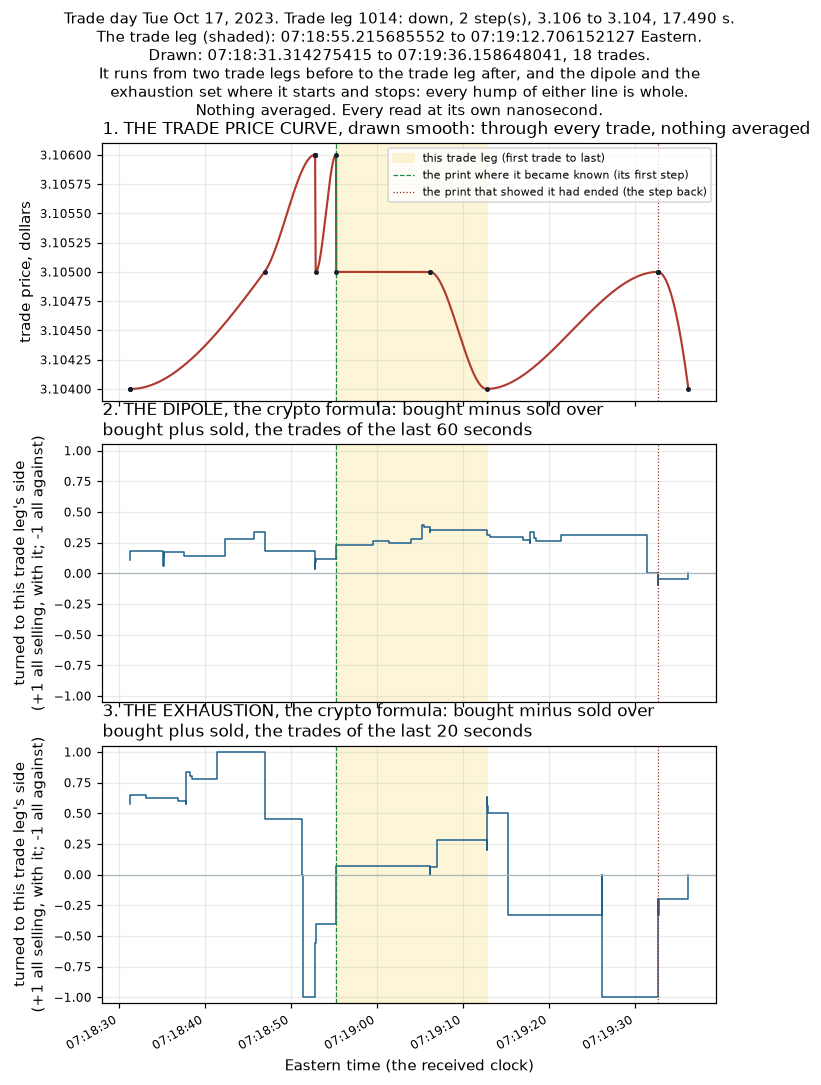 Trade day Tue Oct 17, 2023. Trade leg 1014: down, 2 step(s), 3.106 to 3.104, 17.490 s.
The trade leg (shaded): 07:18:55.215685552 to 07:19:12.706152127 Eastern.
Drawn: 07:18:31.314275415 to 07:19:36.158648041, 18 trades.
It runs from two trade legs before to the trade leg after, and the dipole and the
exhaustion set where it starts and stops: every hump of either line is whole.
Nothing averaged. Every read at its own nanosecond.
1. THE TRADE PRICE CURVE, drawn smooth: through every trade, nothing averaged
this trade leg (first trade to last)
the print where it became known (its first step)
the print that showed it had ended (the step back)
trade price, dollars
3.10600
3.10575
3.10550
3.10525
3.10500
3.10475
3.10450
3.10425
3.10400
2. THE DIPOLE, the crypto formula: bought minus sold over
bought plus sold, the trades of the last 60 seconds
turned to this trade leg's side
(+1 all selling, with it; -1 all against)
1.00
0.75
0.50
0.25
0.00
−0.25
−0.50
−0.75
−1.00
3. THE EXHAUSTION, the crypto formula: bought minus sold over
bought plus sold, the trades of the last 20 seconds
turned to this trade leg's side
(+1 all selling, with it; -1 all against)
1.00
0.75
0.50
0.25
0.00
−0.25
−0.50
−0.75
−1.00
07:18:30
07:18:40
07:18:50
07:19:00
07:19:10
07:19:20
07:19:30
Eastern time (the received clock)